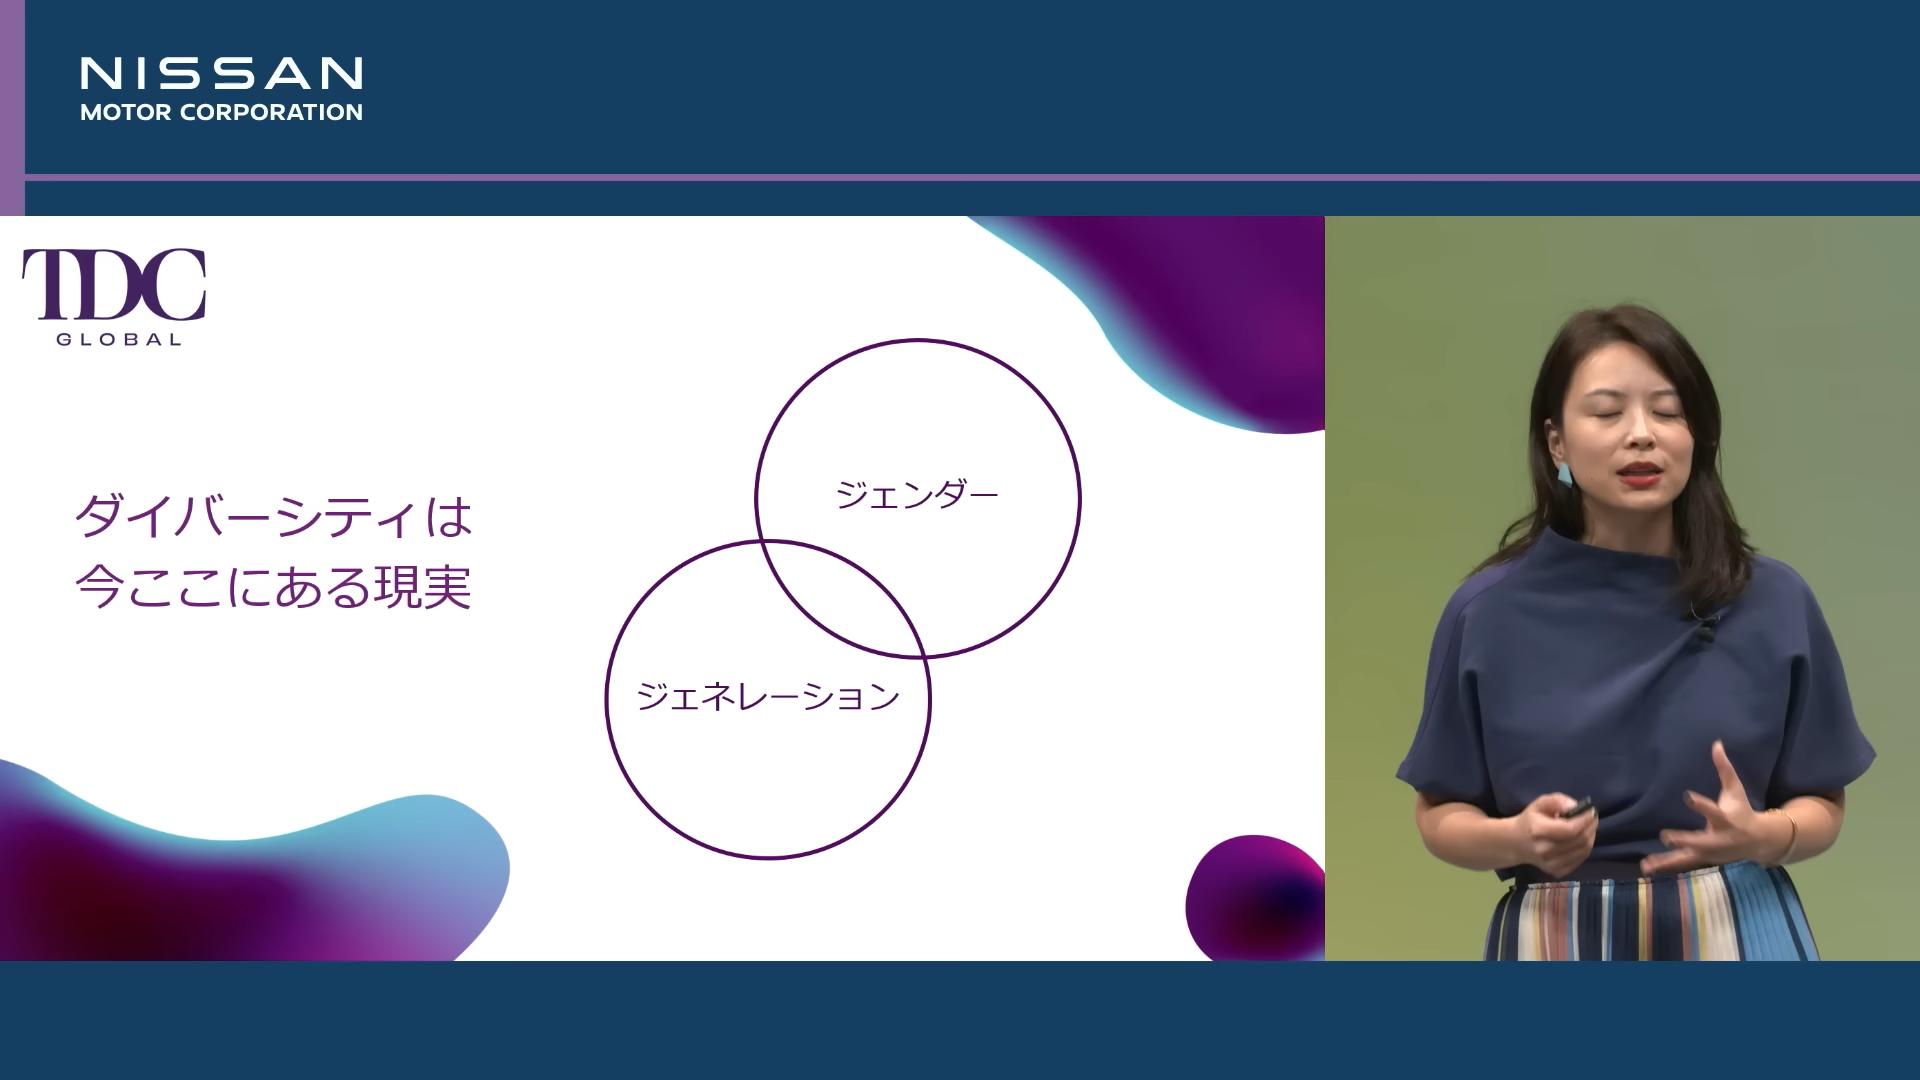 NISSAN
MOTOR CORPORATION
TDC
GLOBAL
ダイバーシティは
今ここにある現実
ジェンダー
ジェネレーション